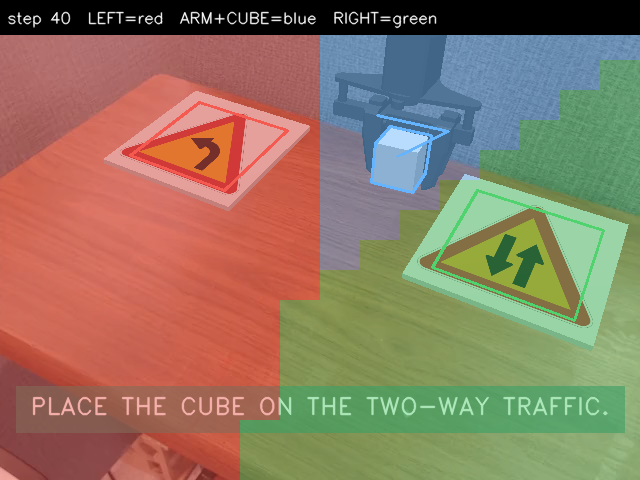 step 40 LEFT=red ARM+CUBE=blue RIGHT=green
PLACE THE CUBE ON THE TWO-WAY TRAFFIC.